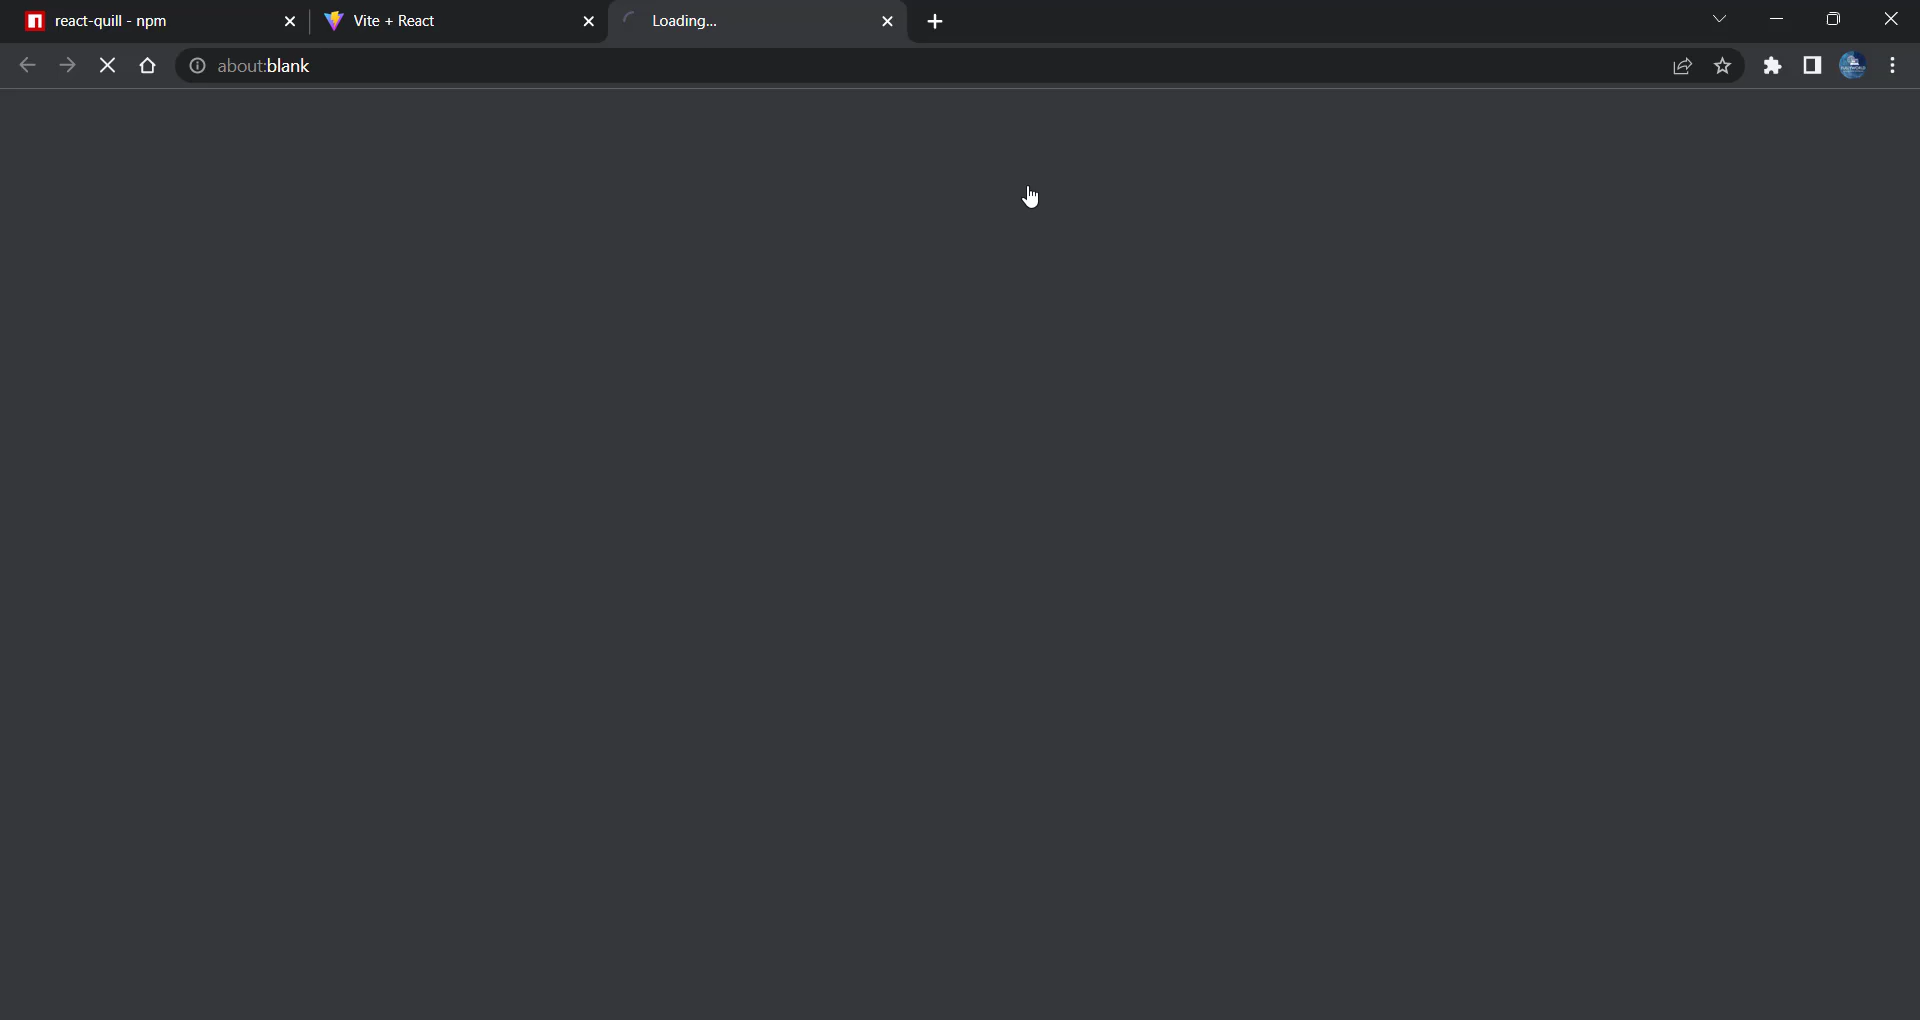 react-quill - npm
Vite + React
Loading...
about:blank